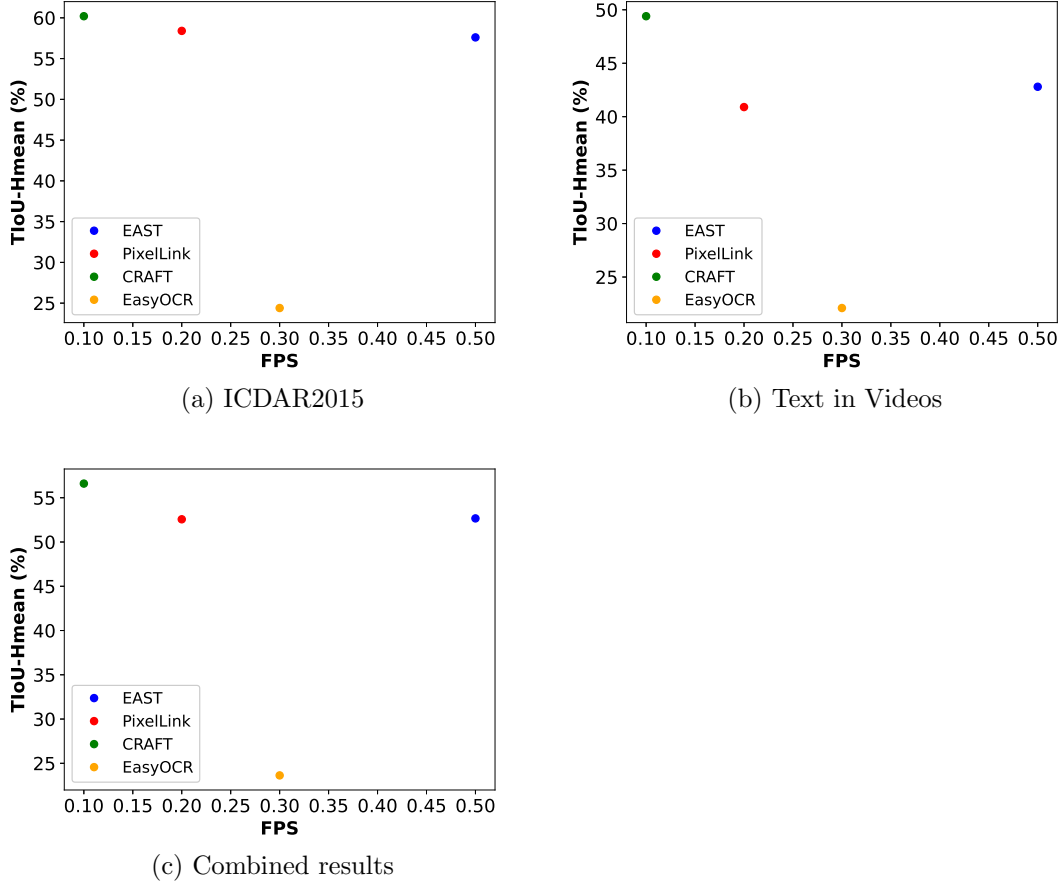 60
55
50
45
40
35
30
25
TIoU-Hmean (%)
EAST
PixelLink
CRAFT
EasyOCR
0.10 0.15 0.20 0.25 0.30 0.35 0.40 0.45 0.50
FPS
(a) ICDAR2015
50
45
40
35
30
25
TIoU-Hmean (%)
EAST
PixelLink
CRAFT
EasyOCR
0.10 0.15 0.20 0.25 0.30 0.35 0.40 0.45 0.50
FPS
(b) Text in Videos
55
50
45
40
35
30
25
TIoU-Hmean (%)
EAST
PixelLink
CRAFT
EasyOCR
0.10 0.15 0.20 0.25 0.30 0.35 0.40 0.45 0.50
FPS
(c) Combined results